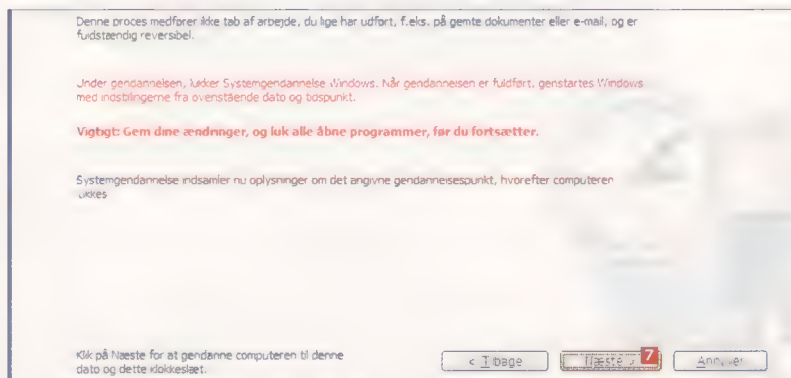 Denne proces medfører ikke tab af arbejde, du lige har udført, f.eks. på gemte dokumenter eller e-mail, og er
fuldstændig reversibel.
Under gendannelsen, lukker Systemgendannelse Windows. Når gendannelsen er fuldført, genstartes Windows
med indstillingerne fra ovenstående dato og tidspunkt.
Vigtigt: Gem dine ændringer, og luk alle åbne programmer, før du fortsætter.
Systemgendannelse indsamler nu oplysninger om det angivne gendannelsespunkt, hvorefter computeren
lukkes
Klik på Næste for at gendanne computeren til denne
dato og dette klokkeslæt.
< Tilbage
Næste > 7
Annuller